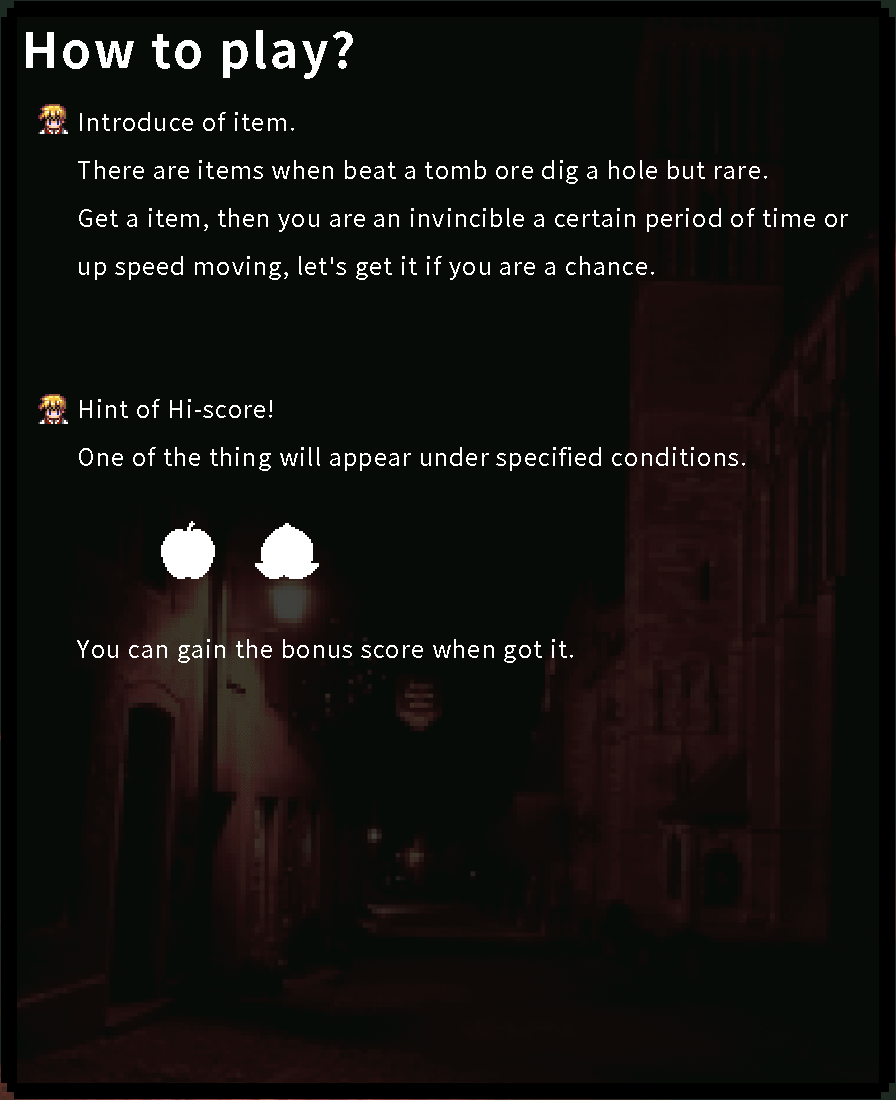 How to play?
Introduce of item.
There are items when beat a tomb ore dig a hole but rare.
Get a item, then you are an invincible a certain period of time or
up speed moving, let's get it if you are a chance.
Hint of Hi-score!
One of the thing will appear under specified conditions.
You can gain the bonus score when got it.